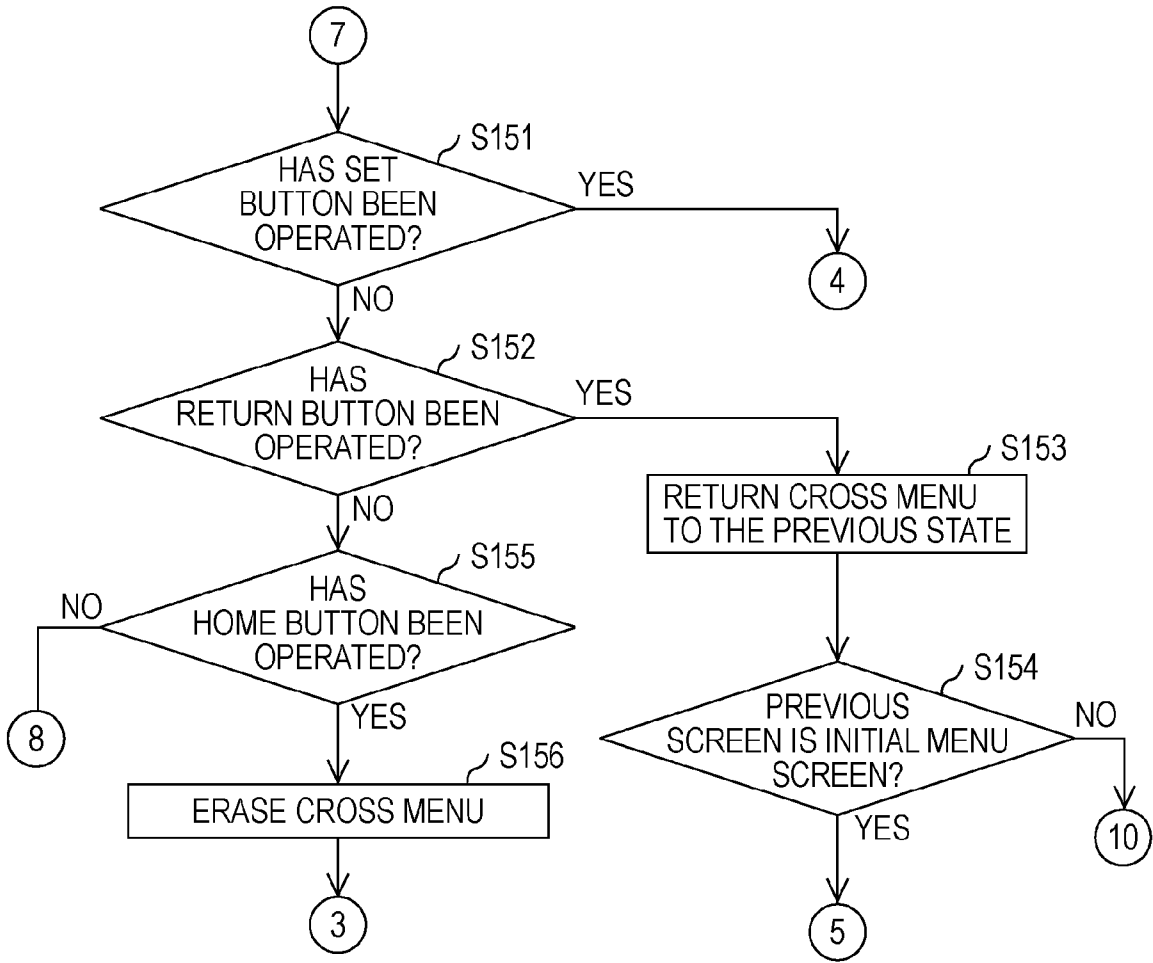 7
S151
HAS SET
BUTTON BEEN
OPERATED?
YES
4
NO
S152
HAS
RETURN BUTTON BEEN
OPERATED?
YES
S153
RETURN CROSS MENU
TO THE PREVIOUS STATE
NO
S155
HAS
HOME BUTTON BEEN
OPERATED?
NO
8
YES
S154
PREVIOUS
SCREEN IS INITIAL MENU
SCREEN?
NO
10
YES
5
S156
ERASE CROSS MENU
3